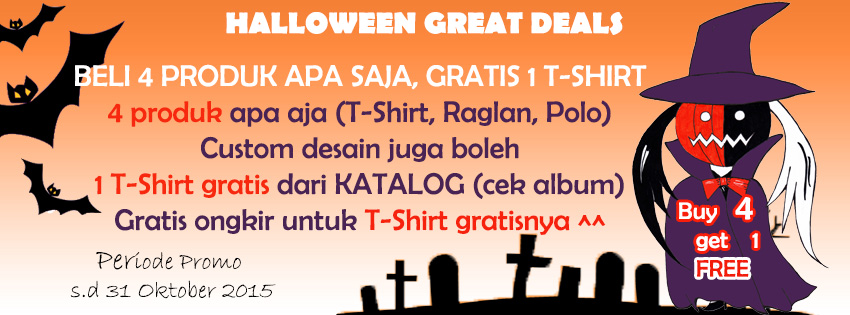 HALLOWEEN GREAT DEALS
BELI 4 PRODUK APA SAJA, GRATIS 1 T-SHIRT
4 produk apa aja (T-Shirt, Raglan, Polo)
Custom desain juga boleh
1 T-Shirt gratis dari KATALOG (cek album)
Gratis ongkir untuk T-Shirt gratisnya ^^
Periode Promo
s.d 31 Oktober 2015
Buy 4
get 1
FREE